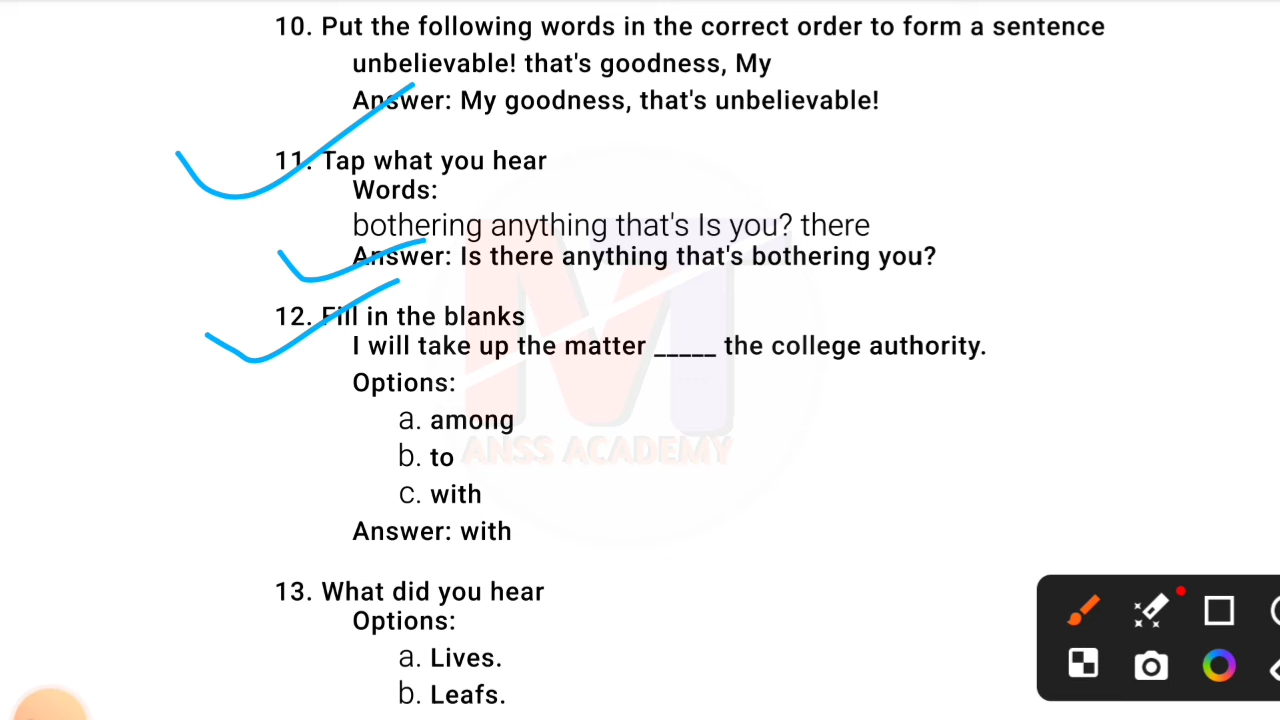 10. Put the following words in the correct order to form a sentence
unbelievable! that's goodness, My
Answer: My goodness, that's unbelievable!
11. Tap what you hear
Words:
bothering anything that's Is you? there
Answer: Is there anything that's bothering you?
12. Fill in the blanks
I will take up the matter _____ the college authority.
Options:
a. among
b. to
ANSS ACADEMY
c. with
Answer: with
13. What did you hear
Options:
a. Lives.
b. Leafs.